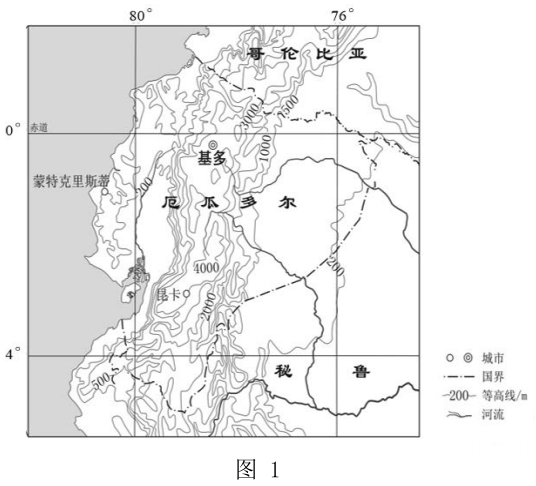 80° 76°
哥伦比亚
3000
1500
1000
0° 赤道
基多
蒙特克里斯蒂
200
厄瓜多尔
4000
200
昆卡
2000
4°
500
秘鲁
城市
国界
200 等高线/m
河流
图 1